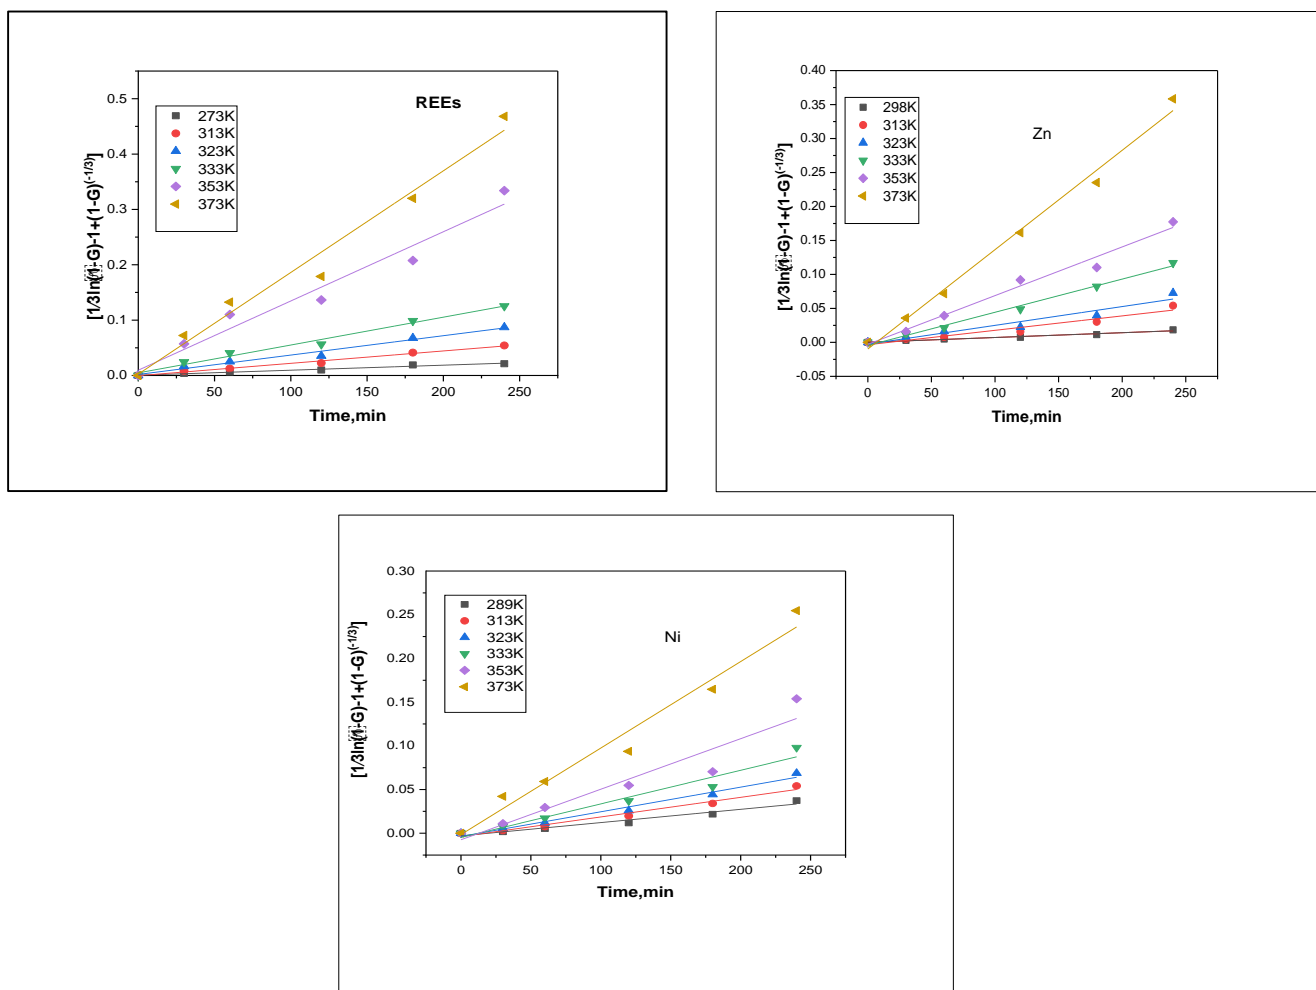 REEs
0.5
0.4
0.3
0.2
0.1
0.0
273K
313K
323K
333K
353K
373K
0 50 100 150 200 250
Time,min
[1/3ln(1-G)-1+(1-G)^(-1/3)]
Zn
0.40
0.35
0.30
0.25
0.20
0.15
0.10
0.05
0.00
-0.05
298K
313K
323K
333K
353K
373K
0 50 100 150 200 250
Time,min
[1/3ln(1-G)-1+(1-G)^(-1/3)]
Ni
0.30
0.25
0.20
0.15
0.10
0.05
0.00
289K
313K
323K
333K
353K
373K
0 50 100 150 200 250
Time,min
[1/3ln(1-G)-1+(1-G)^(-1/3)]